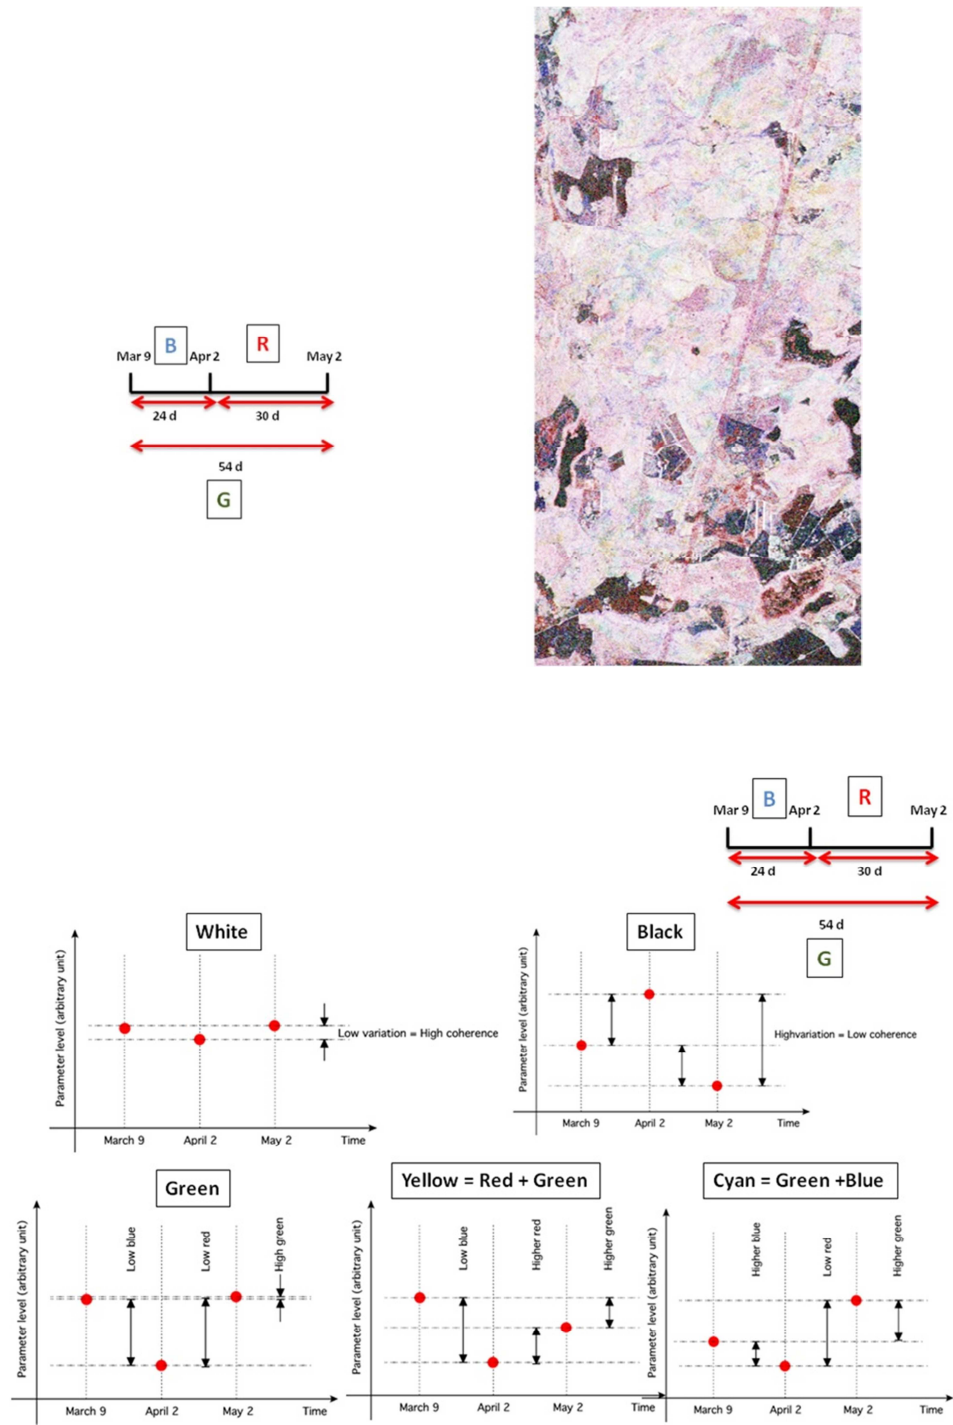 B
R
Mar 9
Apr 2
May 2
24 d
30 d
54 d
G
B
R
Mar 9
Apr 2
May 2
24 d
30 d
54 d
G
White
Parameter level (arbitrary unit)
Low variation = High coherence
March 9
April 2
May 2
Time
Black
Parameter level (arbitrary unit)
Highvariation = Low coherence
March 9
April 2
May 2
Time
Green
Parameter level (arbitrary unit)
Low blue
Low red
High green
March 9
April 2
May 2
Time
Yellow = Red + Green
Parameter level (arbitrary unit)
Low blue
Higher red
Higher green
March 9
April 2
May 2
Time
Cyan = Green +Blue
Parameter level (arbitrary unit)
Higher blue
Low red
Higher green
March 9
April 2
May 2
Time